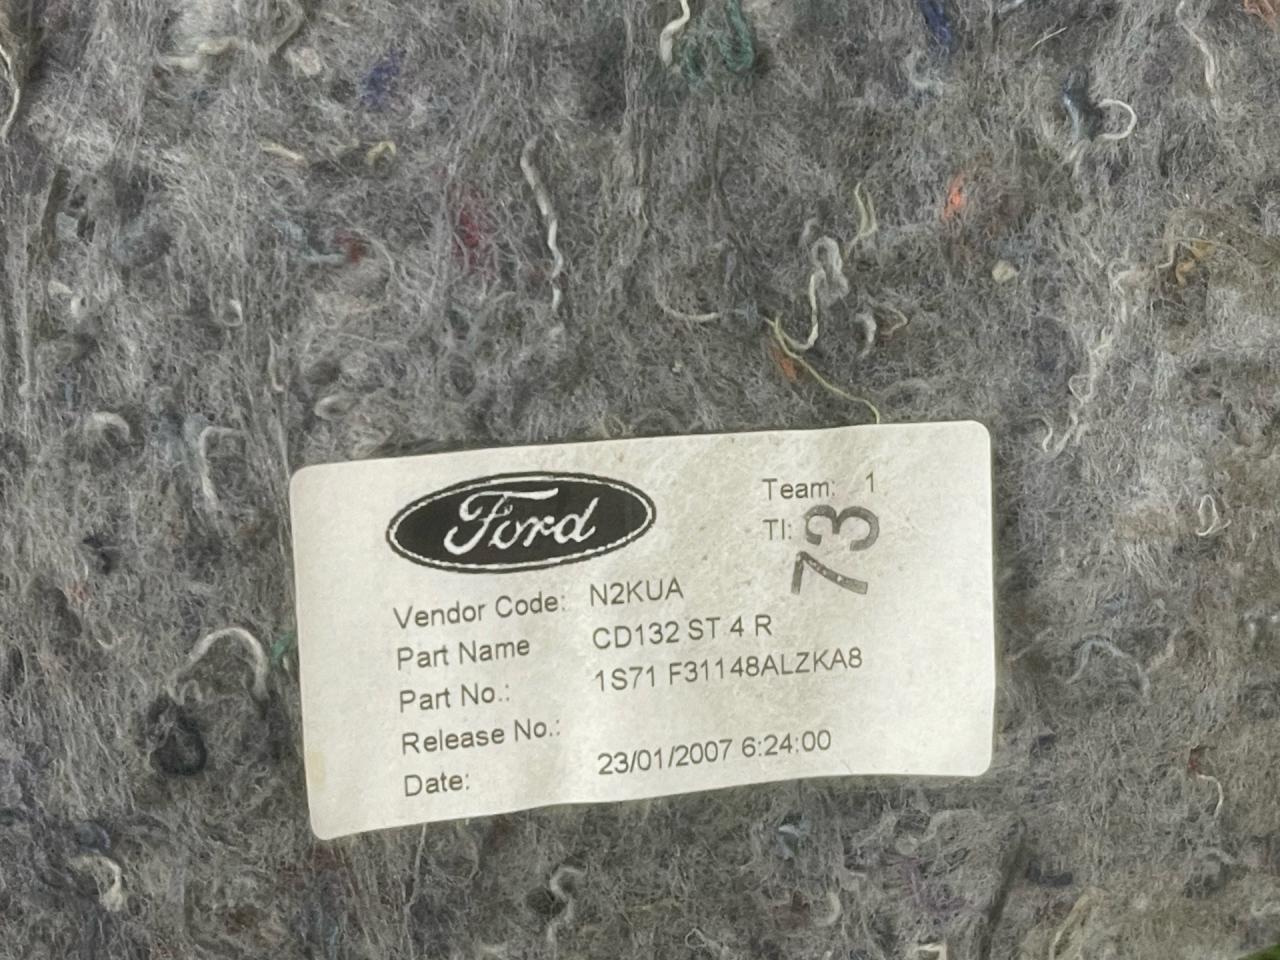 Ford
Team: 1
TI:
73
Vendor Code: N2KUA
Part Name CD132 ST 4 R
Part No.: 1S71 F31148ALZKA8
Release No.:
Date: 23/01/2007 6:24:00